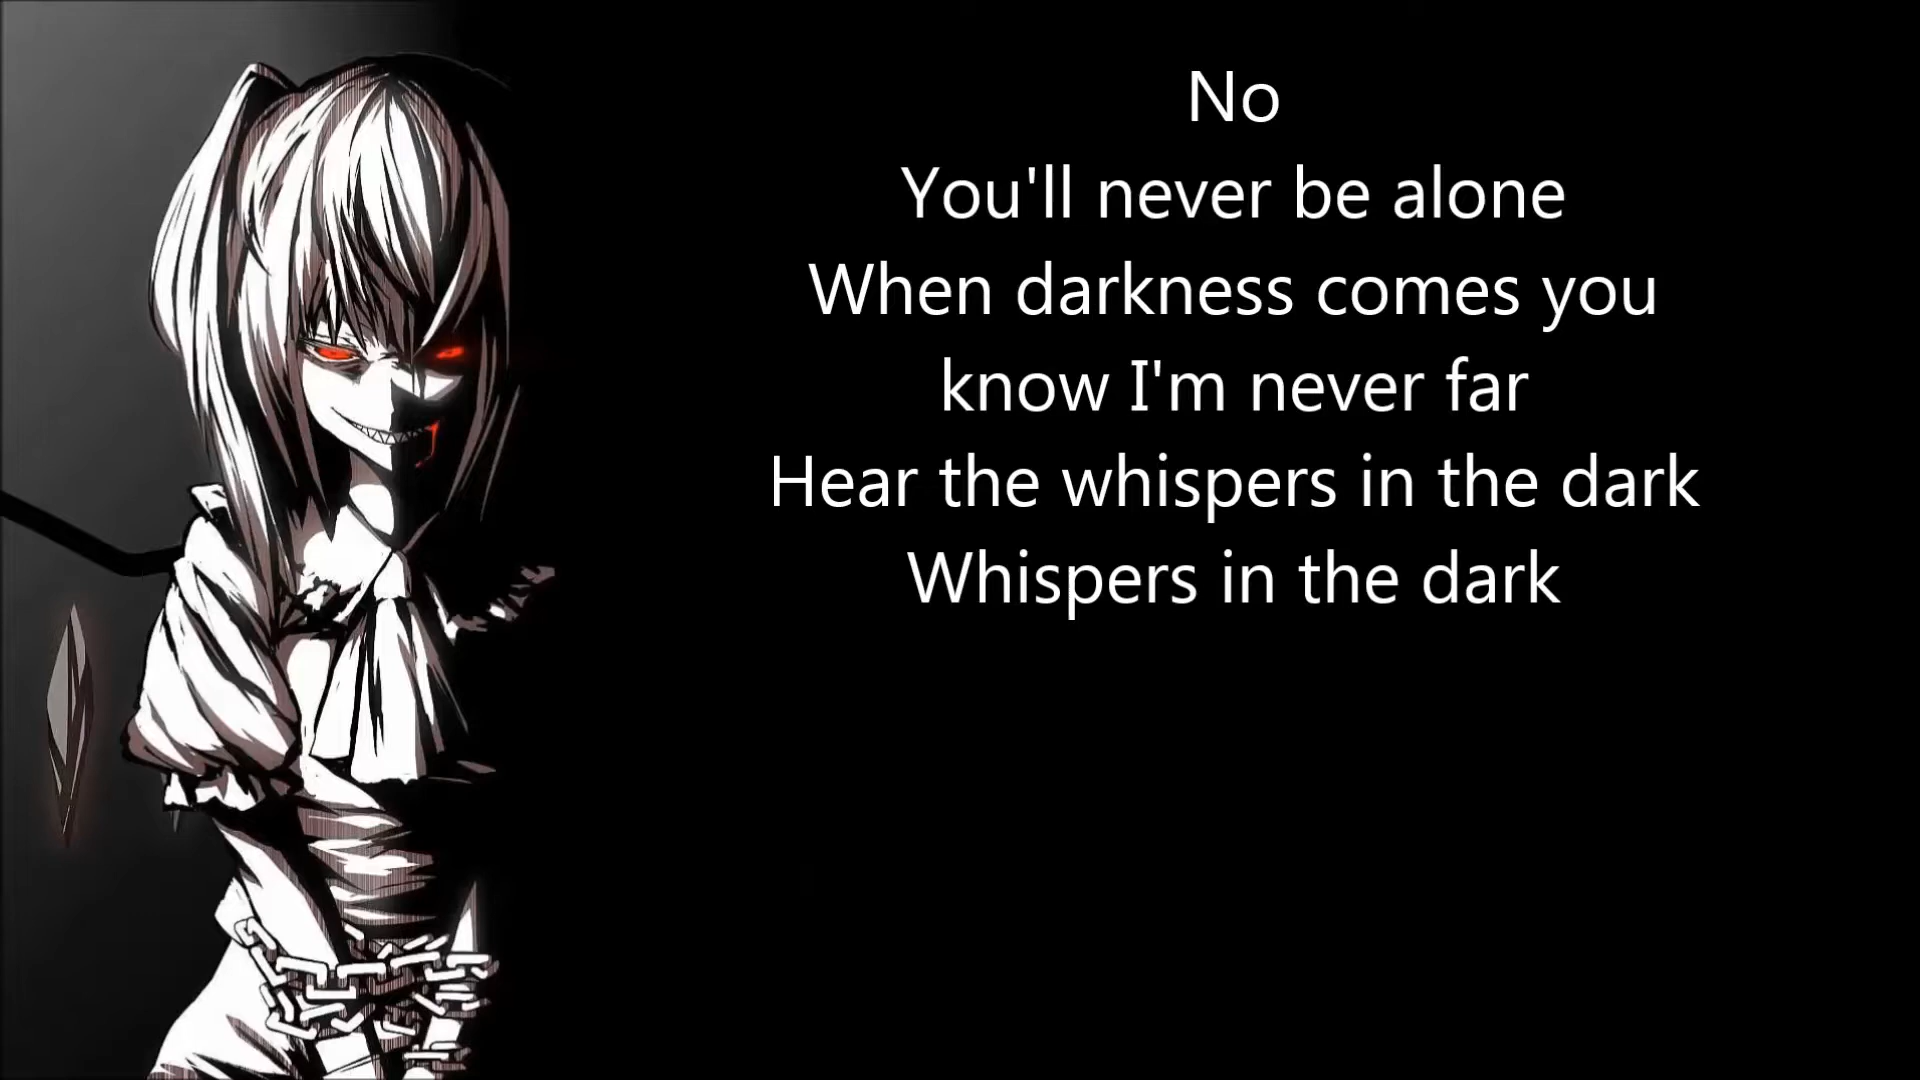 No
You'll never be alone
When darkness comes you
know I'm never far
Hear the whispers in the dark
Whispers in the dark